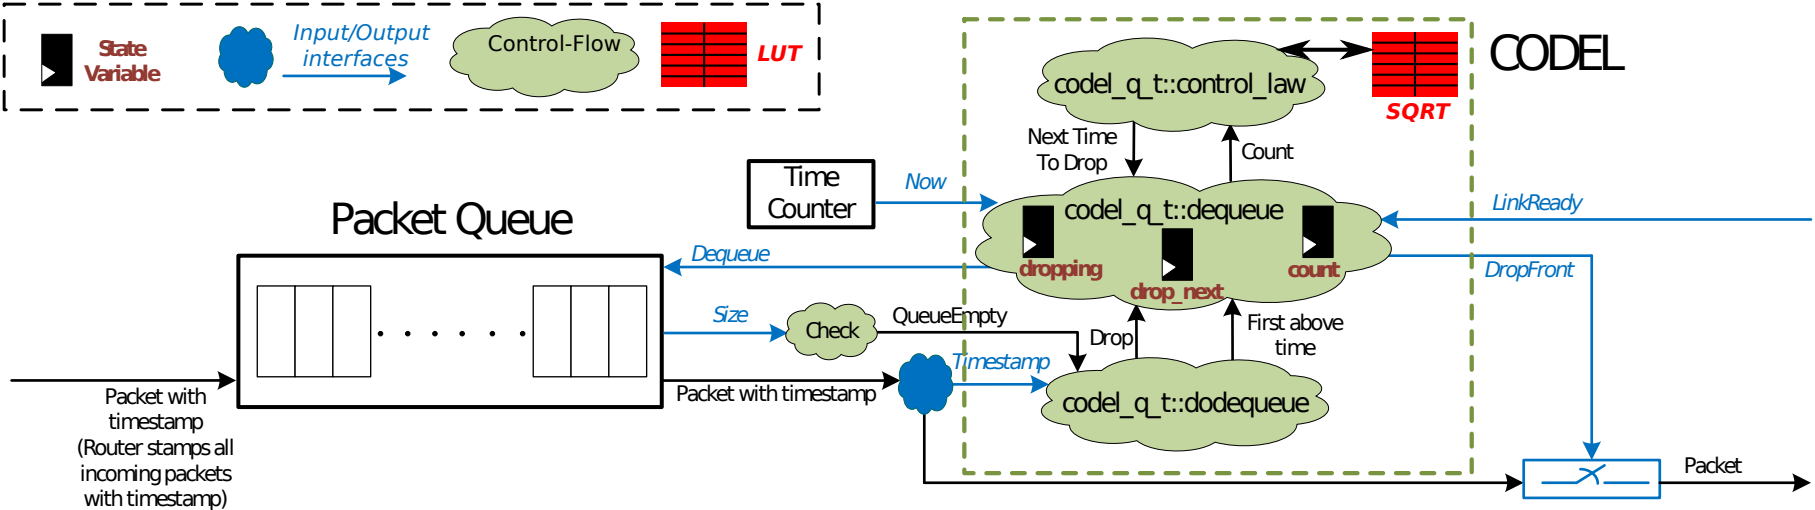 State
Variable
Input/Output
interfaces
Control-Flow
LUT
CODEL
codel_q_t::control_law
SQRT
Next Time
To Drop
Count
Time
Counter
Now
codel_q_t::dequeue
LinkReady
Packet Queue
Dequeue
dropping
drop_next
count
DropFront
Size
Check
QueueEmpty
Drop
First above
time
Timestamp
Packet with
timestamp
(Router stamps all
incoming packets
with timestamp)
Packet with timestamp
codel_q_t::dodequeue
Packet